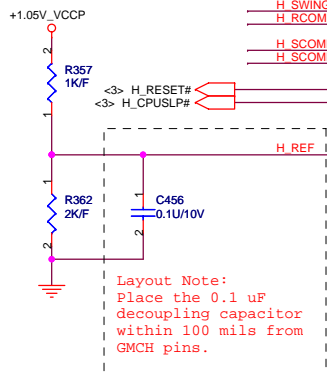 H_SWING
+1.05V_VCCP
H_RCOM
H_SCOM
H_SCOM
2
R357
1K/F
1
<3> H_RESET#
<3> H_CPUSLP#
H_REF
1
R362
2K/F
2
1
C456
0.1U/10V
2
Layout Note:
Place the 0.1 uF
decoupling capacitor
within 100 mils from
GMCH pins.